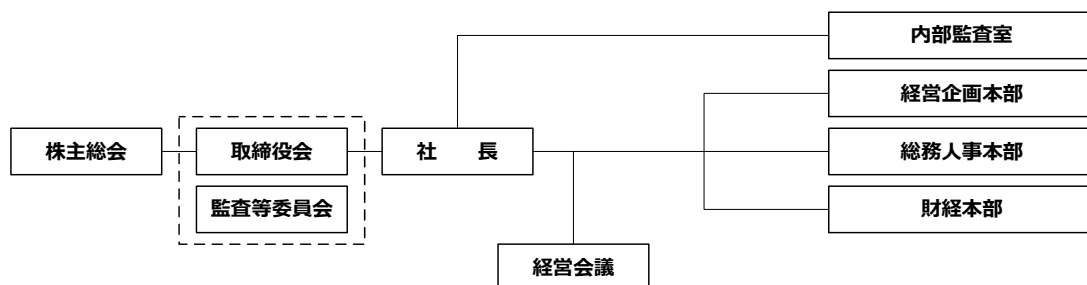 内部監査室
経営企画本部
株主総会
取締役会
社　　長
総務人事本部
監査等委員会
財経本部
経営会議